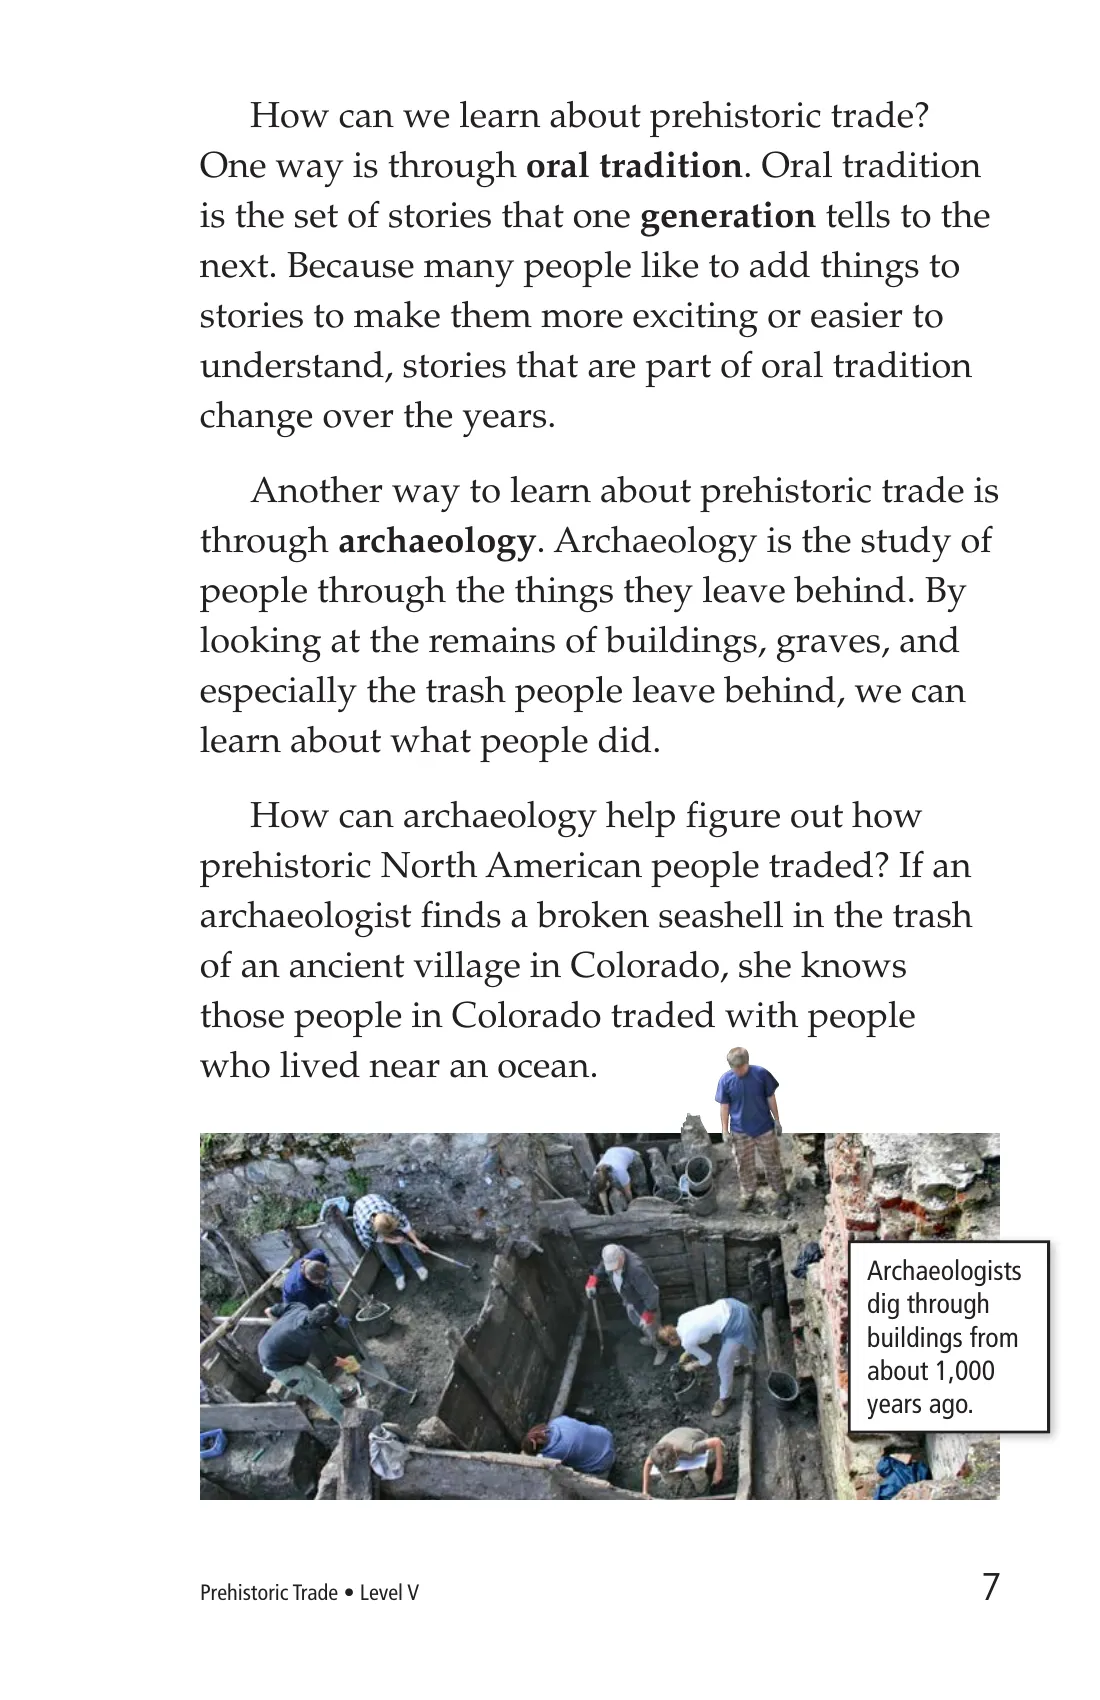 How can we learn about prehistoric trade?
One way is through oral tradition. Oral tradition
is the set of stories that one generation tells to the
next. Because many people like to add things to
stories to make them more exciting or easier to
understand, stories that are part of oral tradition
change over the years.
Another way to learn about prehistoric trade is
through archaeology. Archaeology is the study of
people through the things they leave behind. By
looking at the remains of buildings, graves, and
especially the trash people leave behind, we can
learn about what people did.
How can archaeology help figure out how
prehistoric North American people traded? If an
archaeologist finds a broken seashell in the trash
of an ancient village in Colorado, she knows
those people in Colorado traded with people
who lived near an ocean.
Archaeologists
dig through
buildings from
about 1,000
years ago.
Prehistoric Trade • Level V
7